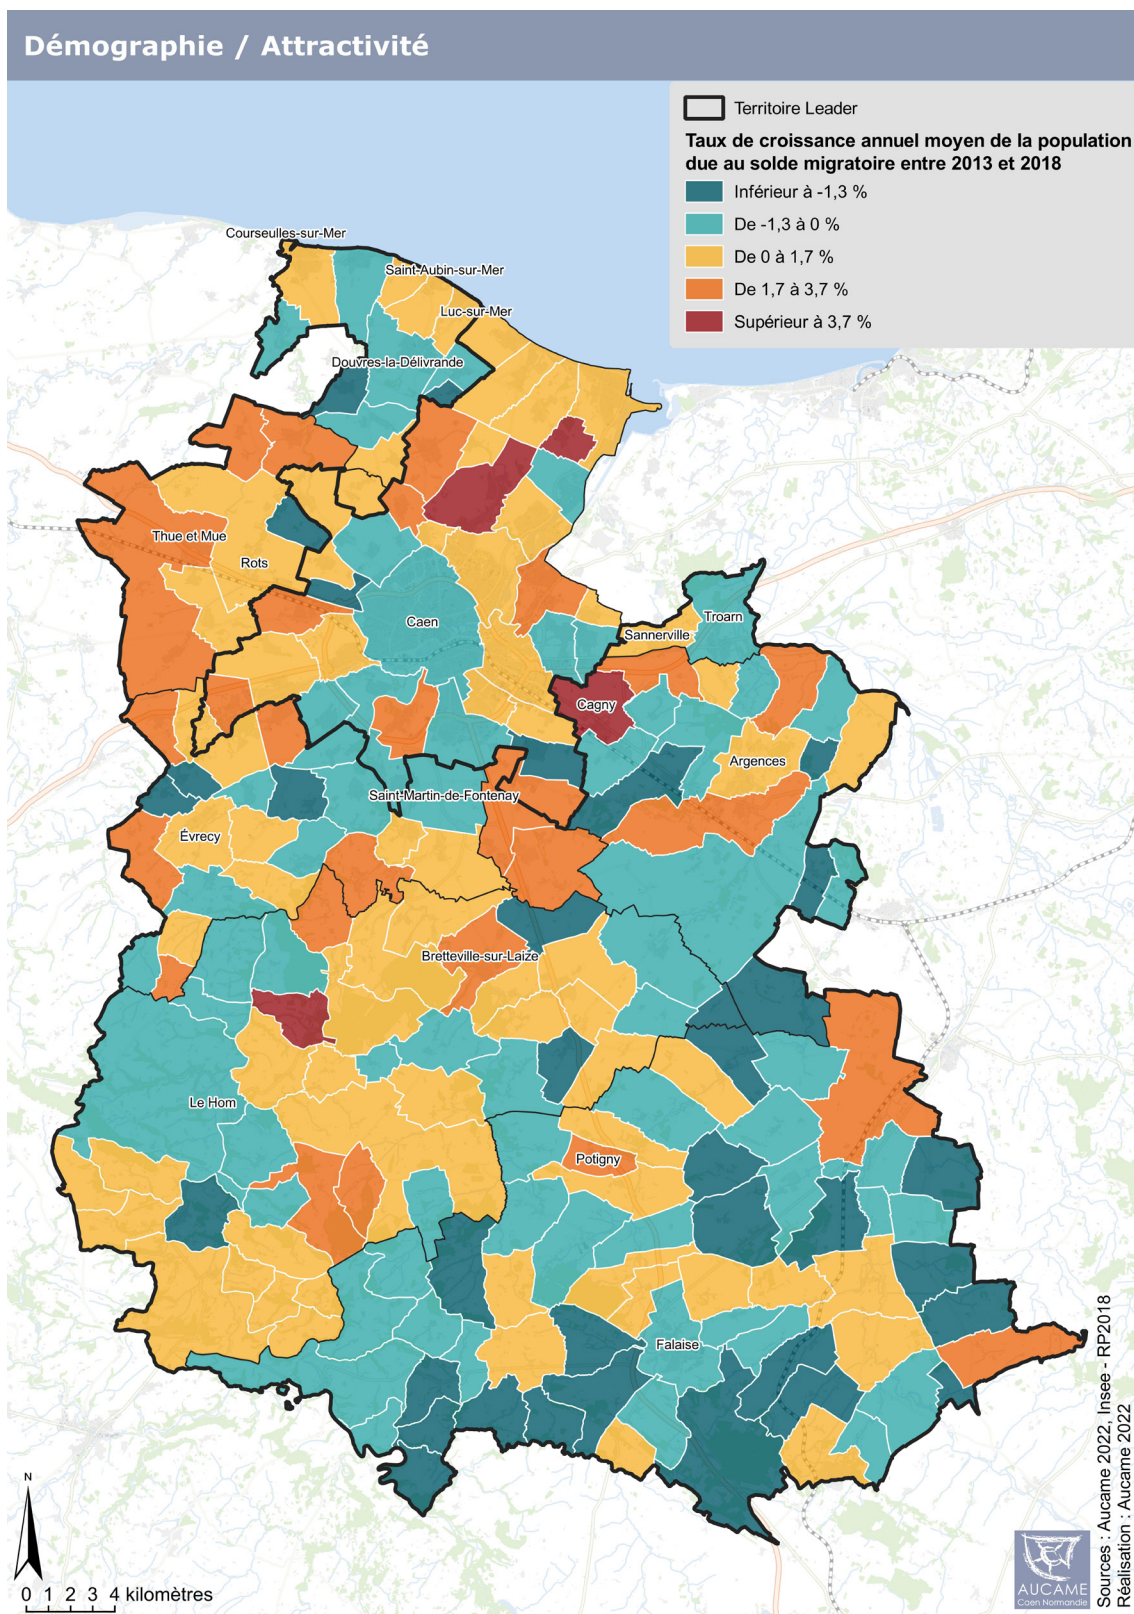 Démographie / Attractivité
Territoire Leader
Taux de croissance annuel moyen de la population
due au solde migratoire entre 2013 et 2018
Inférieur à -1,3 %
De -1,3 à 0 %
De 0 à 1,7 %
De 1,7 à 3,7 %
Supérieur à 3,7 %
Courseulles-sur-Mer
Saint-Aubin-sur-Mer
Luc-sur-Mer
Douvres-la-Délivrande
Thue et Mue
Rots
Caen
Troarn
Sannerville
Cagny
Argences
Saint-Martin-de-Fontenay
Évrecy
Bretteville-sur-Laize
Le Hom
Potigny
Falaise
N
0 1 2 3 4 kilomètres
Sources : Aucame 2022, Insee - RP2018
Réalisation : Aucame 2022
AUCAME
Caen Normandie